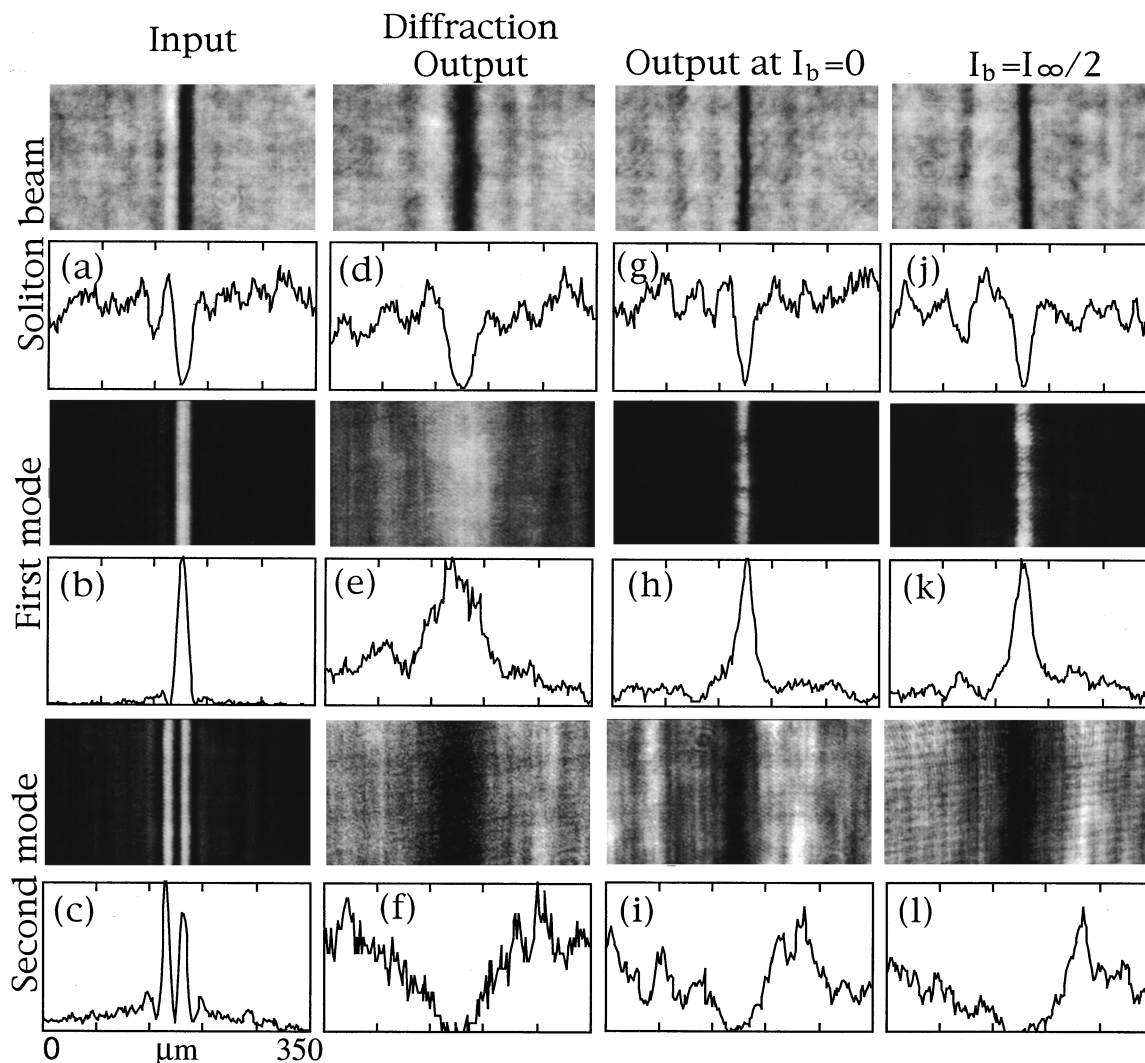 Input
Diffraction
Output
Output at I_b=0
I_b=I∞/2
Soliton beam
(a)
(d)
(g)
(j)
First mode
(b)
(e)
(h)
(k)
Second mode
(c)
(f)
(i)
(l)
0 μm 350